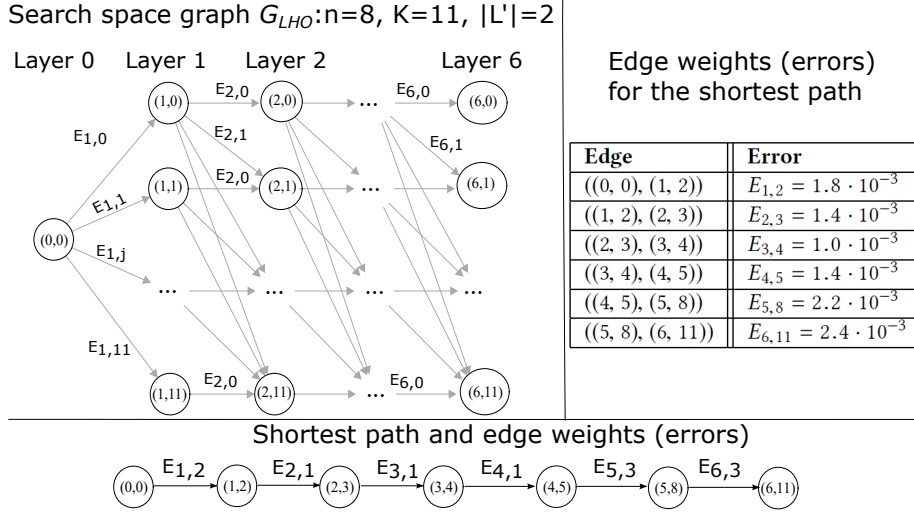 Search space graph G_LHO:n=8, K=11, |L'|=2
Layer 0 Layer 1 Layer 2 Layer 6
E1,0 E2,0 E6,0
(1,0) (2,0) ... (6,0)
E2,1 E6,1
E1,1 E2,0
(1,1) (2,1) ... (6,1)
(0,0)
E1,j
... ... ... ...
E1,11
E2,0 E6,0
(1,11) (2,11) ... (6,11)
Edge weights (errors)
for the shortest path
Edge Error
((0, 0), (1, 2)) E1,2 = 1.8 · 10⁻³
((1, 2), (2, 3)) E2,3 = 1.4 · 10⁻³
((2, 3), (3, 4)) E3,4 = 1.0 · 10⁻³
((3, 4), (4, 5)) E4,5 = 1.4 · 10⁻³
((4, 5), (5, 8)) E5,8 = 2.2 · 10⁻³
((5, 8), (6, 11)) E6,11 = 2.4 · 10⁻³
Shortest path and edge weights (errors)
E1,2 E2,1 E3,1 E4,1 E5,3 E6,3
(0,0) (1,2) (2,3) (3,4) (4,5) (5,8) (6,11)